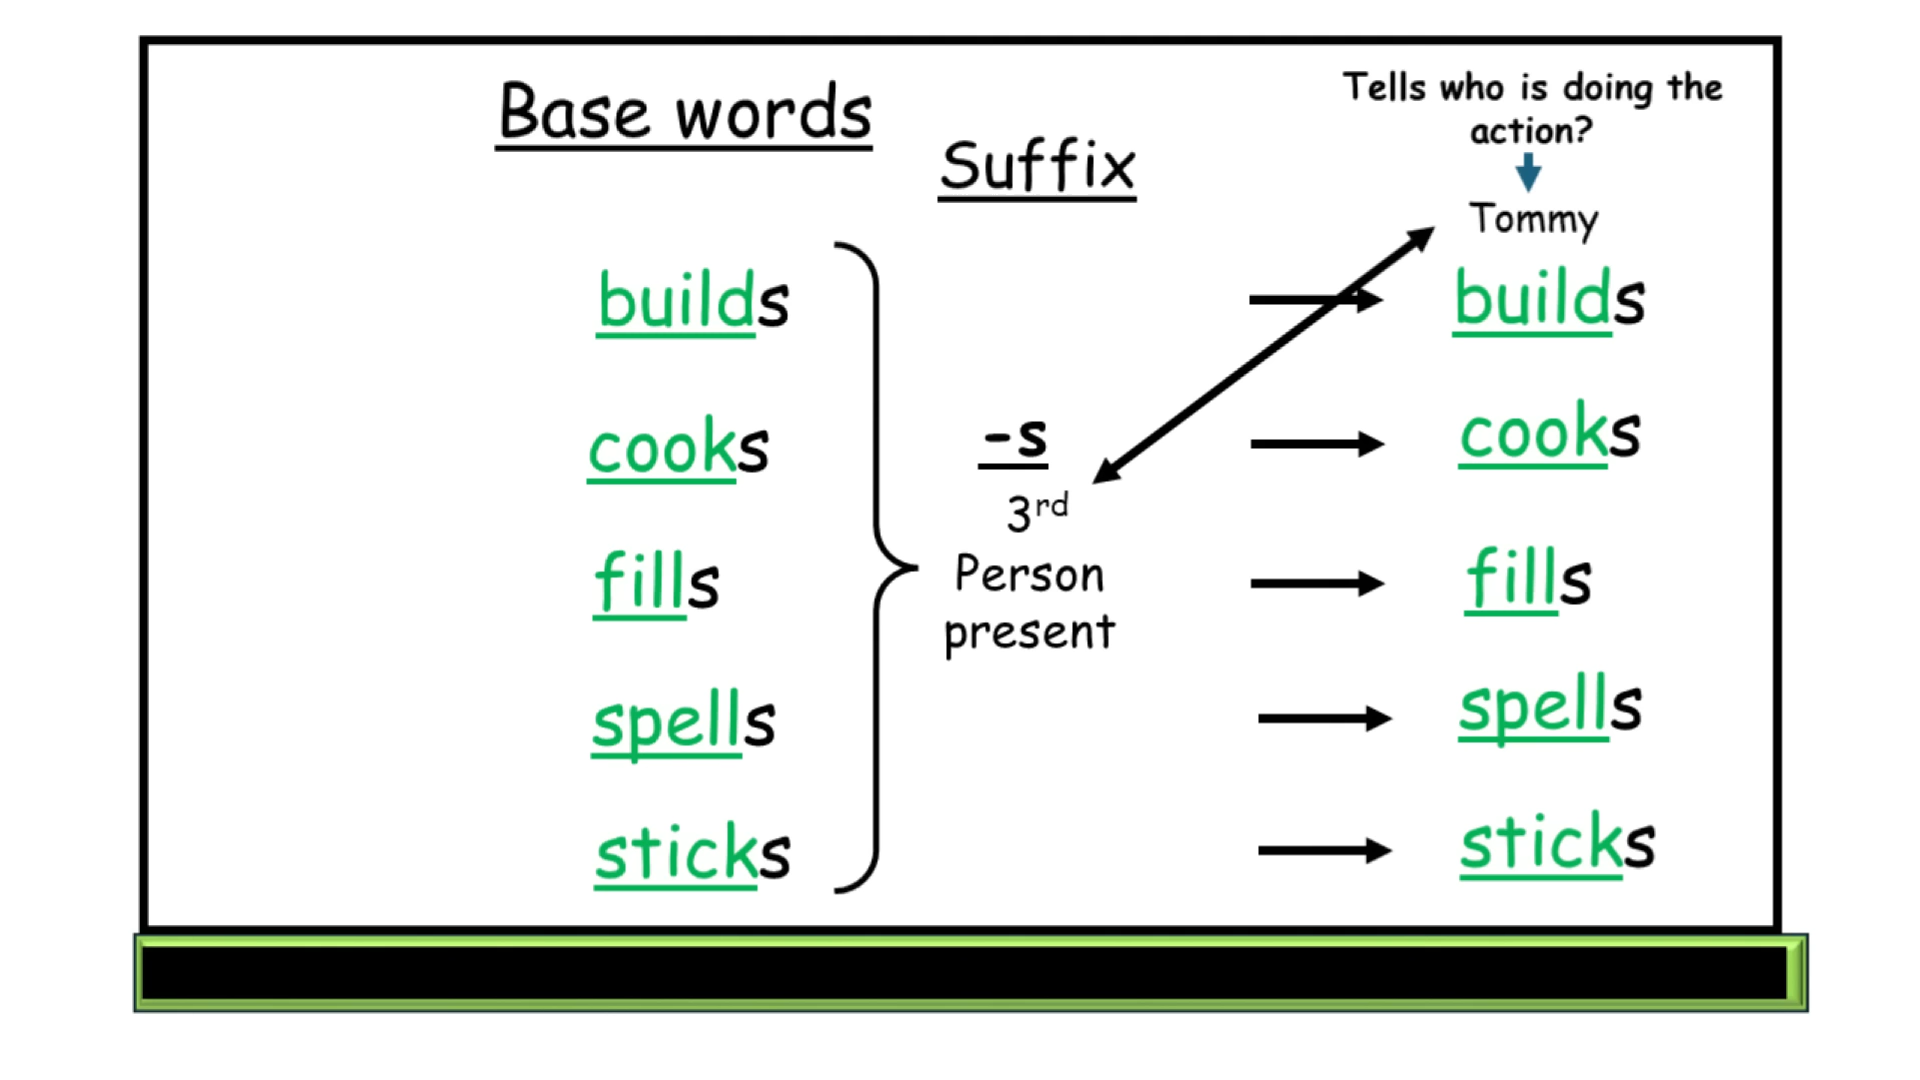 Base words
Suffix
Tells who is doing the
action?
Tommy
builds
cooks
fills
spells
sticks
-s
3rd
Person
present
builds
cooks
fills
spells
sticks